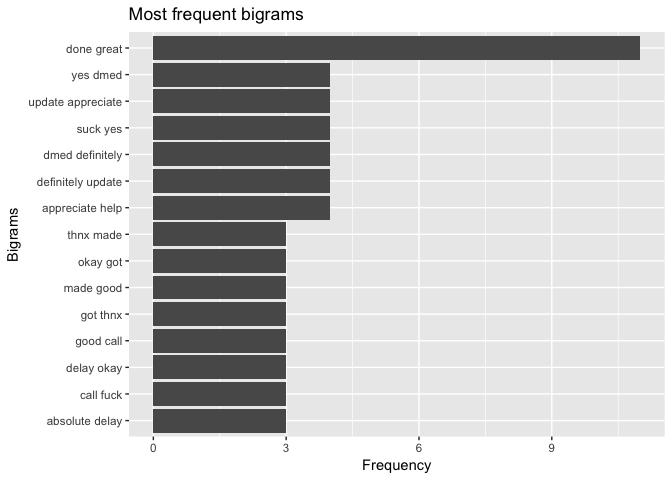 Most frequent bigrams
done great
yes dmed
update appreciate
suck yes
dmed definitely
definitely update
appreciate help
thnx made
okay got
made good
got thnx
good call
delay okay
call fuck
absolute delay
Bigrams
0 3 6 9
Frequency